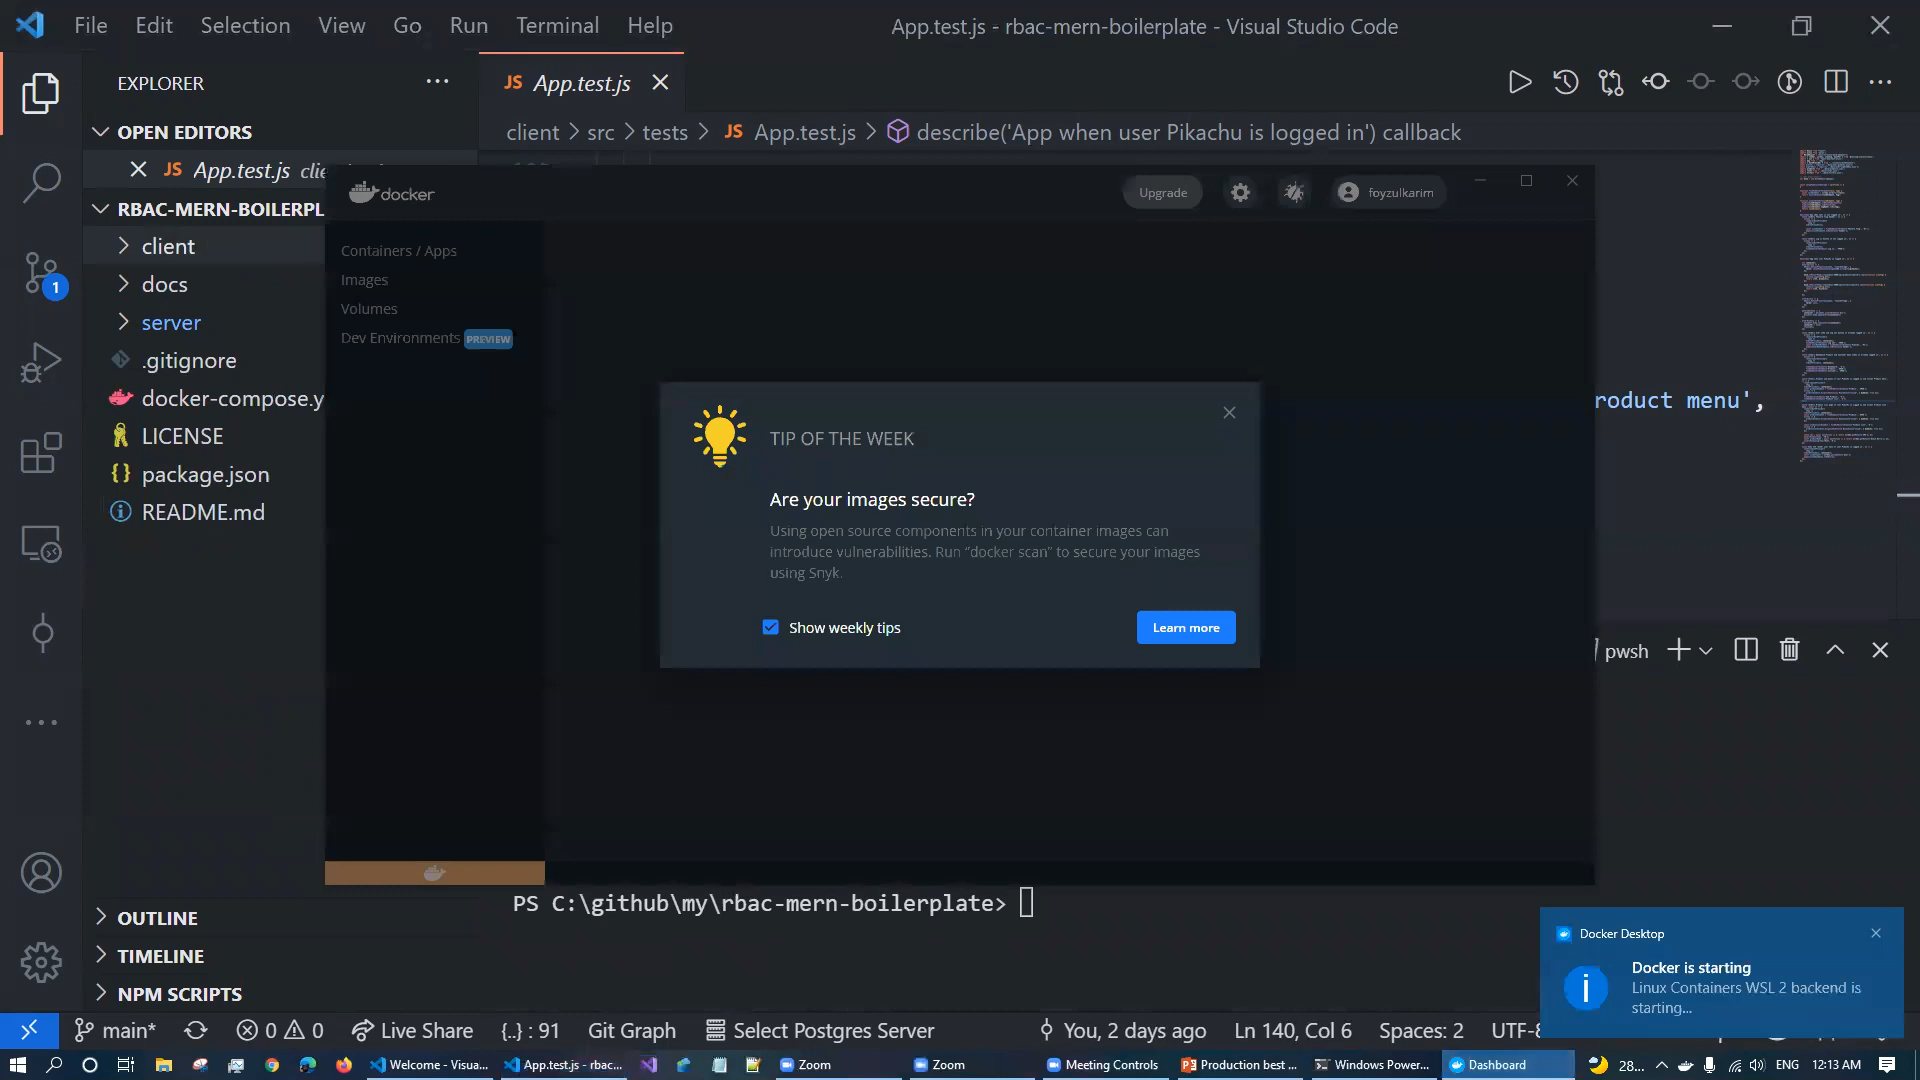 File Edit Selection View Go Run Terminal Help
App.test.js - rbac-mern-boilerplate - Visual Studio Code
EXPLORER
JS App.test.js
OPEN EDITORS
client > src > tests > JS App.test.js > describe('App when user Pikachu is logged in') callback
JS App.test.js clie
RBAC-MERN-BOILERPL
client
docs
server
.gitignore
docker-compose.y
LICENSE
package.json
README.md
1
docker
Upgrade
foyzulkarim
Containers / Apps
Images
Volumes
Dev Environments PREVIEW
TIP OF THE WEEK
Are your images secure?
Using open source components in your container images can
introduce vulnerabilities. Run "docker scan" to secure your images
using Snyk.
Show weekly tips
Learn more
roduct menu',
pwsh
PS C:\github\my\rbac-mern-boilerplate>
OUTLINE
TIMELINE
NPM SCRIPTS
Docker Desktop
Docker is starting
Linux Containers WSL 2 backend is
starting...
main* 0 0 Live Share {..} : 91 Git Graph Select Postgres Server You, 2 days ago Ln 140, Col 6 Spaces: 2 UTF-8
Welcome - Visua... App.test.js - rbac... Zoom Zoom Meeting Controls Production best ... Windows Power... Dashboard 28... ENG 12:13 AM